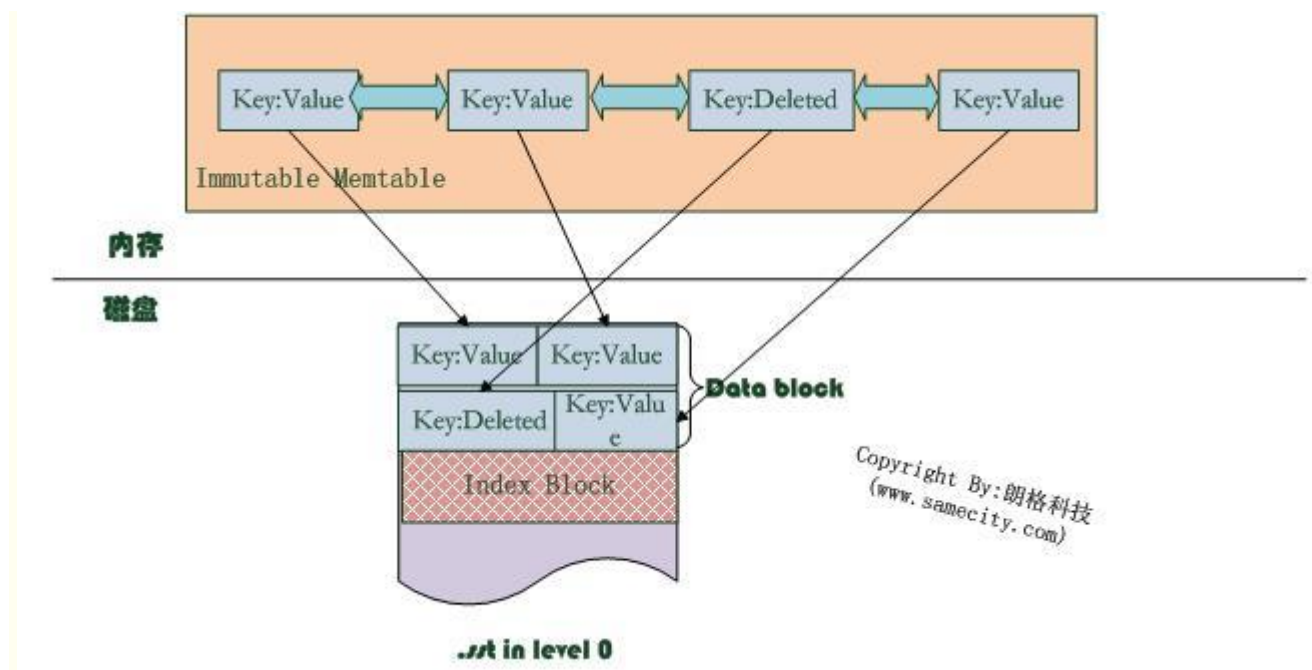 Key:Value
Key:Value
Key:Deleted
Key:Value
Immutable Memtable
内存
磁盘
Key:Value
Key:Value
Key:Deleted
Key:Valu
e
Data block
Index Block
Copyright By:朗格科技
(www.samecity.com)
.sst in level 0